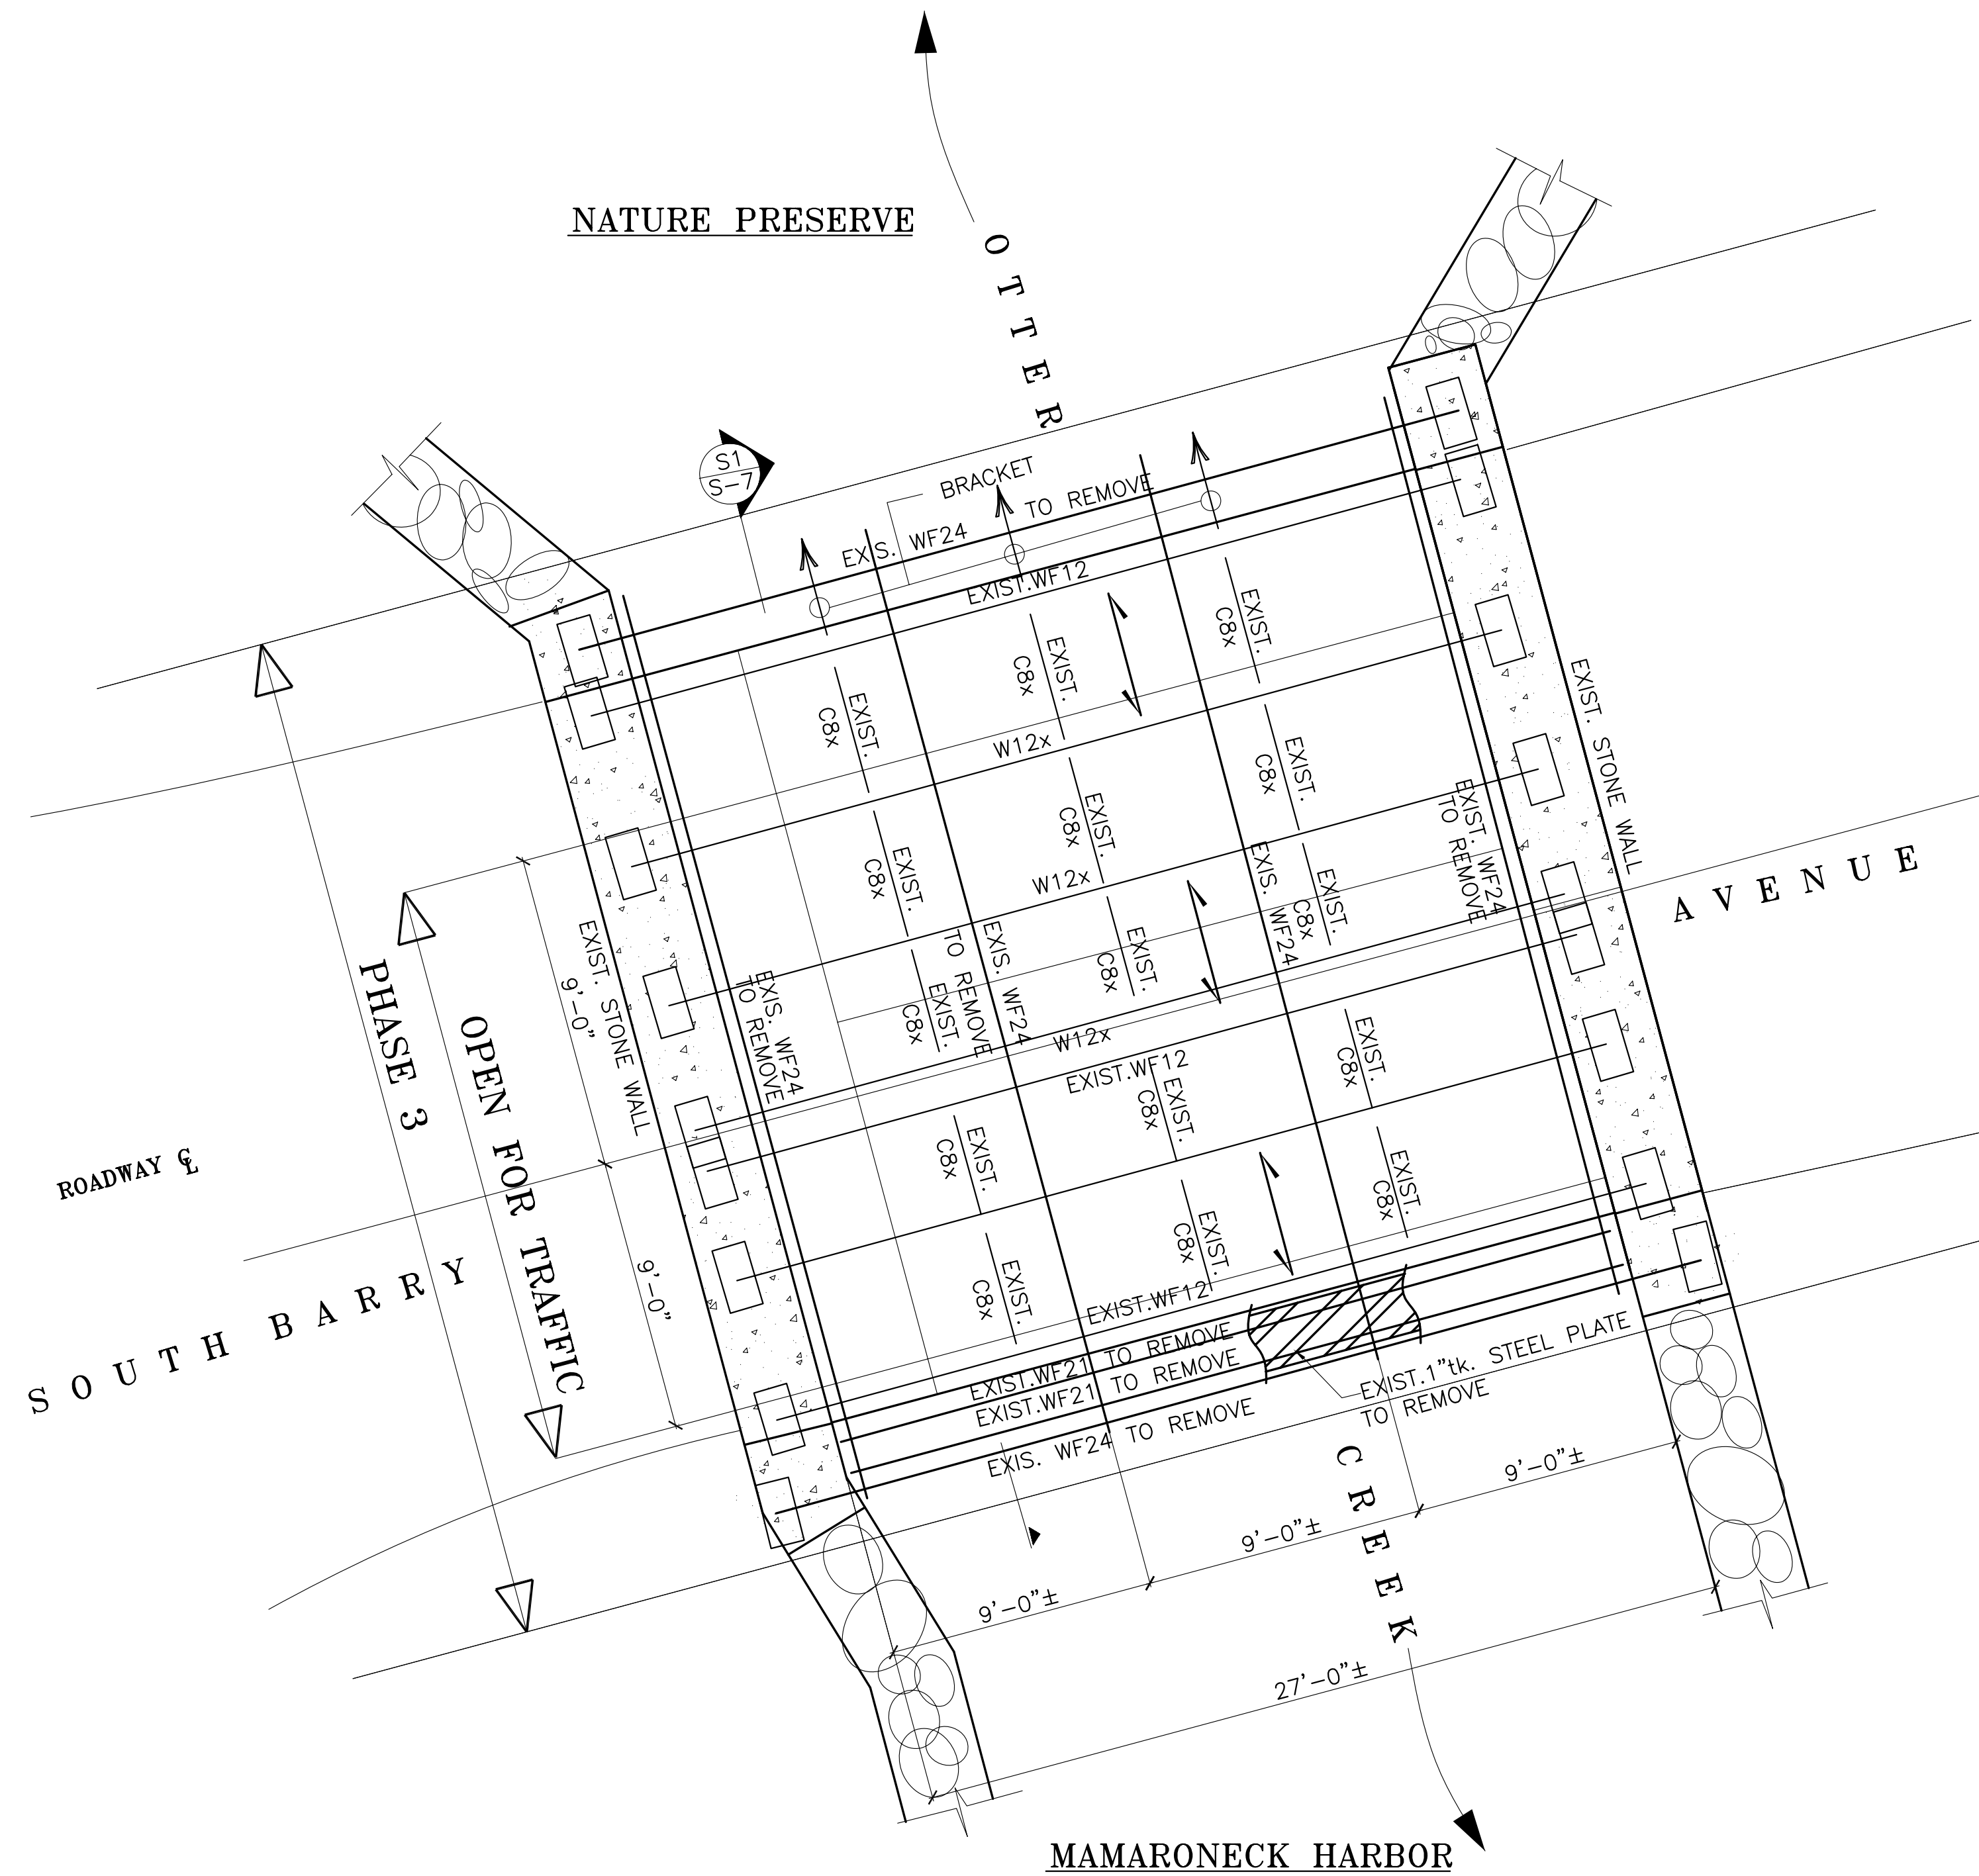 NATURE PRESERVE
OTTER
S1
S-7
BRACKET
EXIS. WF24 TO REMOVE
EXIST.WF12
EXIST.
C8x
EXIST.
C8x
EXIST.
C8x
W12x
EXIST.
C8x
EXIST.
C8x
EXIST.
C8x
EXIST. STONE WALL
EXIST. WF24
TO REMOVE
W12x
EXIS. WF24
EXIST.
C8x
EXIST.
C8x
EXIST.
C8x
AVENUE
EXIS. WF24
TO REMOVE
EXIS. WF24
TO REMOVE
EXIST. STONE WALL
9'-0"
PHASE 3
OPEN FOR TRAFFIC
W12x
EXIST.WF12
EXIST.
C8x
EXIST.
C8x
EXIST.
C8x
ROADWAY ℄
SOUTH BARRY
9'-0"
EXIST.
C8x
EXIST.
C8x
EXIST.
C8x
EXIST.WF12
EXIST.WF21 TO REMOVE
EXIST.WF21 TO REMOVE
EXIS. WF24 TO REMOVE
EXIST.1"tk. STEEL PLATE
TO REMOVE
CREEK
9'-0"±
9'-0"±
9'-0"±
27'-0"±
MAMARONECK HARBOR